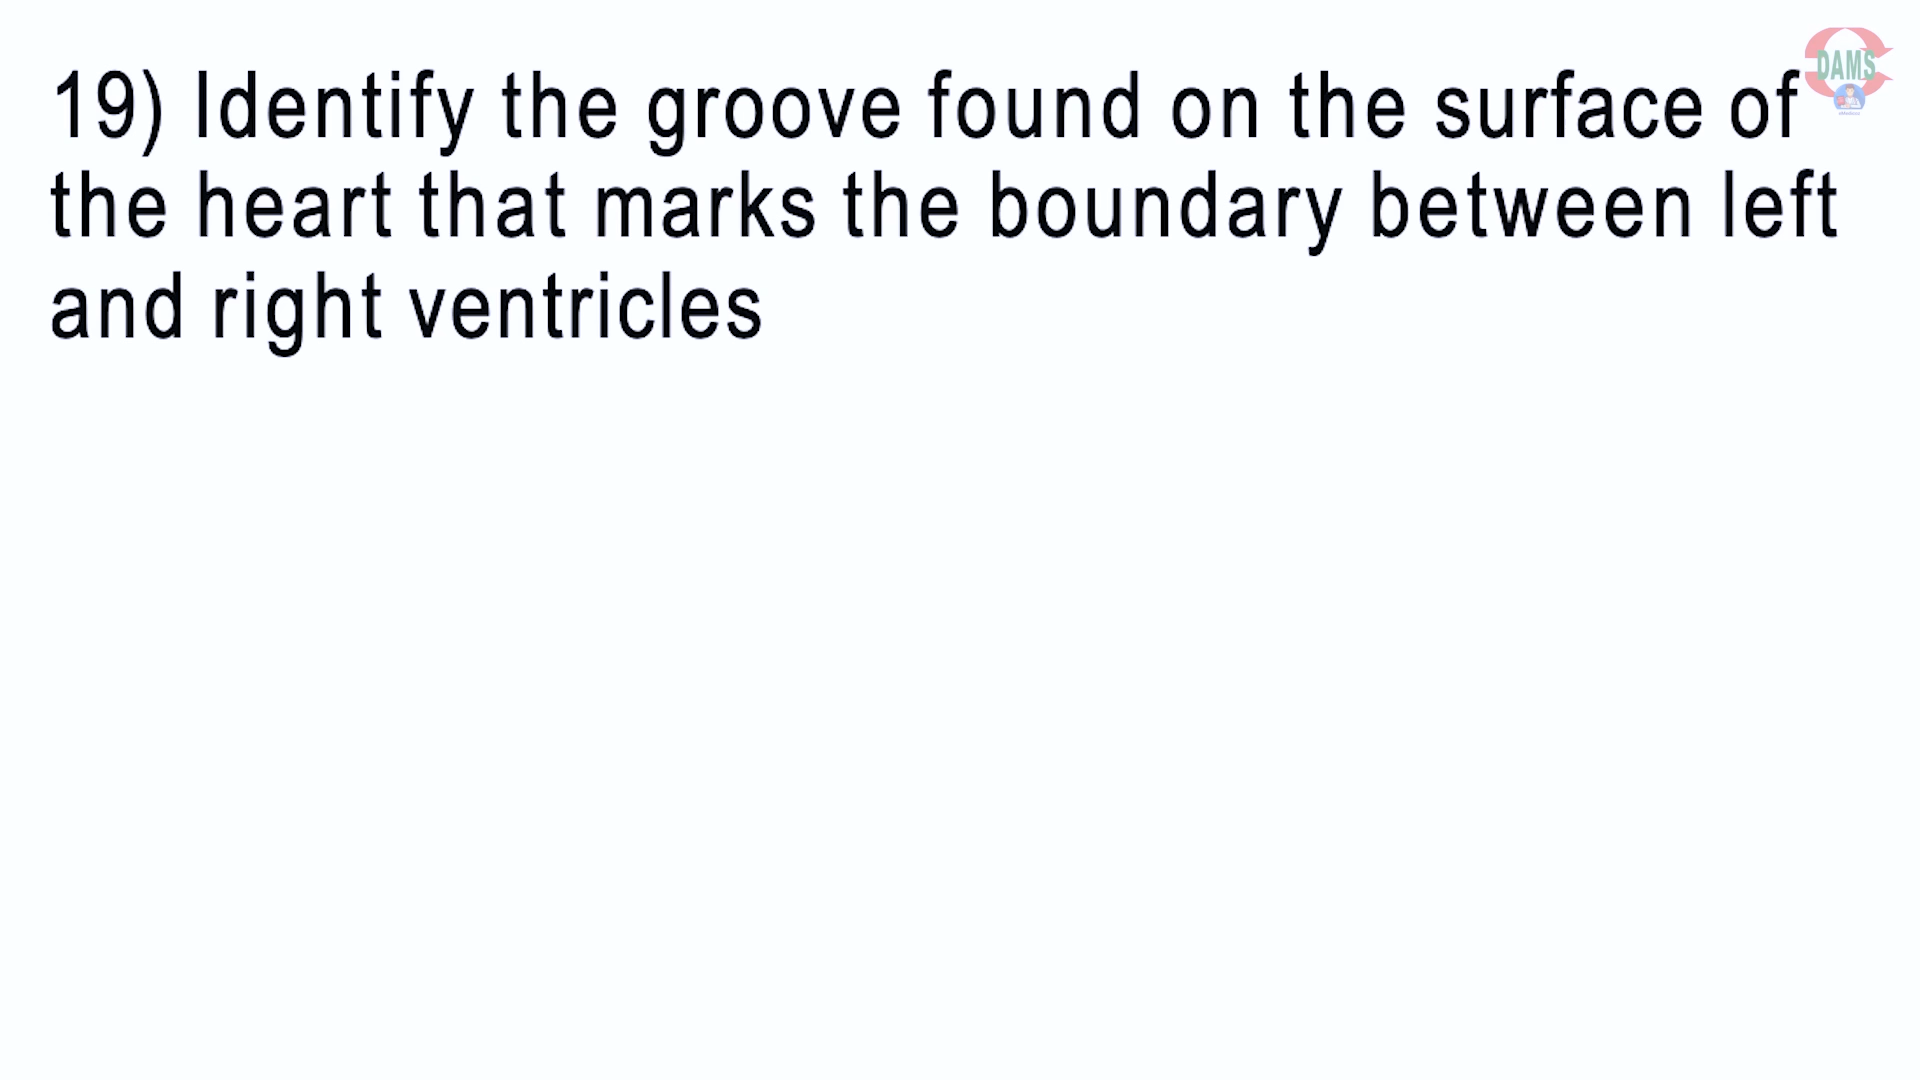 19) Identify the groove found on the surface of
the heart that marks the boundary between left
and right ventricles
DAMS